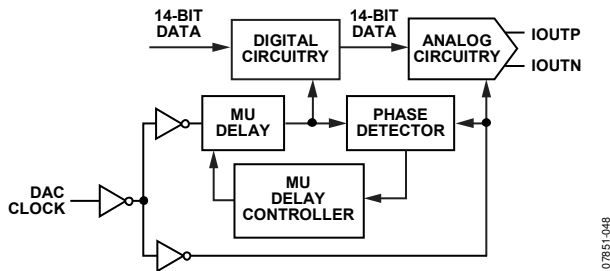 14-BIT
DATA
14-BIT
DATA
DIGITAL
CIRCUITRY
ANALOG
CIRCUITRY
IOUTP
IOUTN
MU
DELAY
PHASE
DETECTOR
MU
DELAY
CONTROLLER
DAC
CLOCK
07851-048